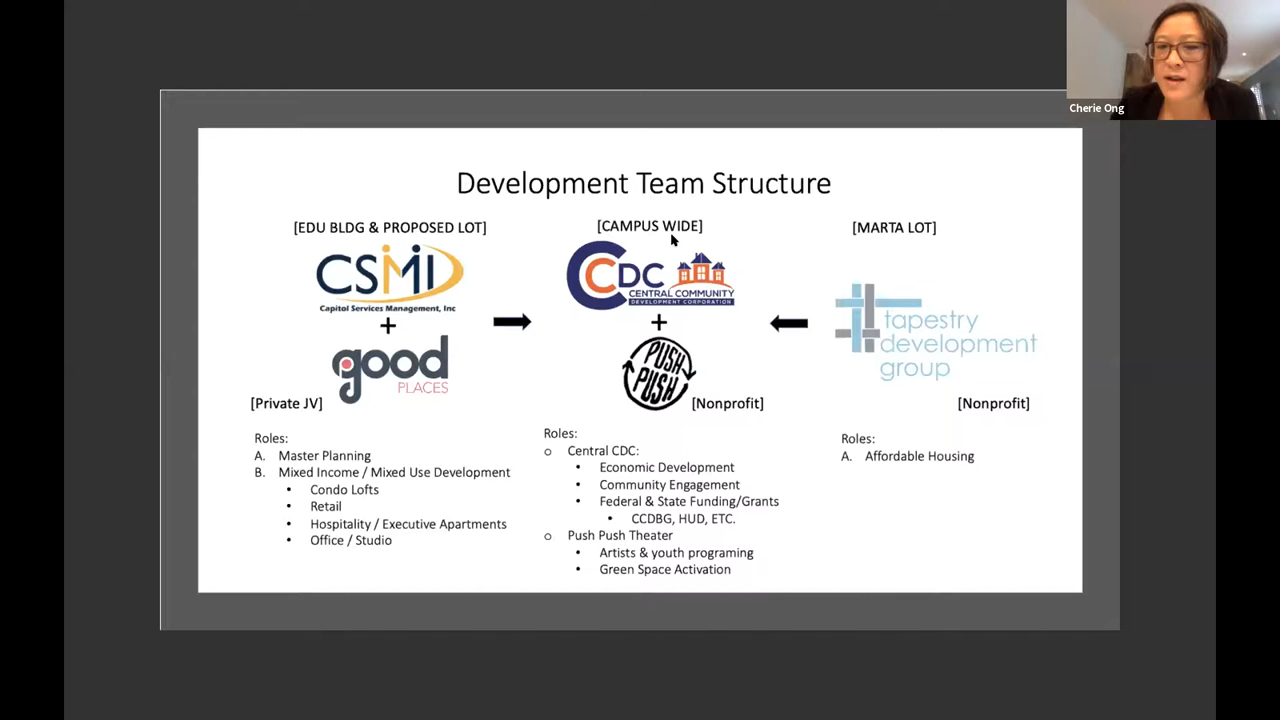 Cherie Ong
Development Team Structure
[EDU BLDG & PROPOSED LOT]
CSMI
Capitol Services Management, Inc
+
good
PLACES
[Private JV]
Roles:
A. Master Planning
B. Mixed Income / Mixed Use Development
• Condo Lofts
• Retail
• Hospitality / Executive Apartments
• Office / Studio
[CAMPUS WIDE]
CCDC
CENTRAL COMMUNITY
DEVELOPMENT CORPORATION
+
PUSH
PUSH
[Nonprofit]
Roles:
o Central CDC:
• Economic Development
• Community Engagement
• Federal & State Funding/Grants
• CCDBG, HUD, ETC.
o Push Push Theater
• Artists & youth programing
• Green Space Activation
[MARTA LOT]
tapestry
development
group
[Nonprofit]
Roles:
A. Affordable Housing